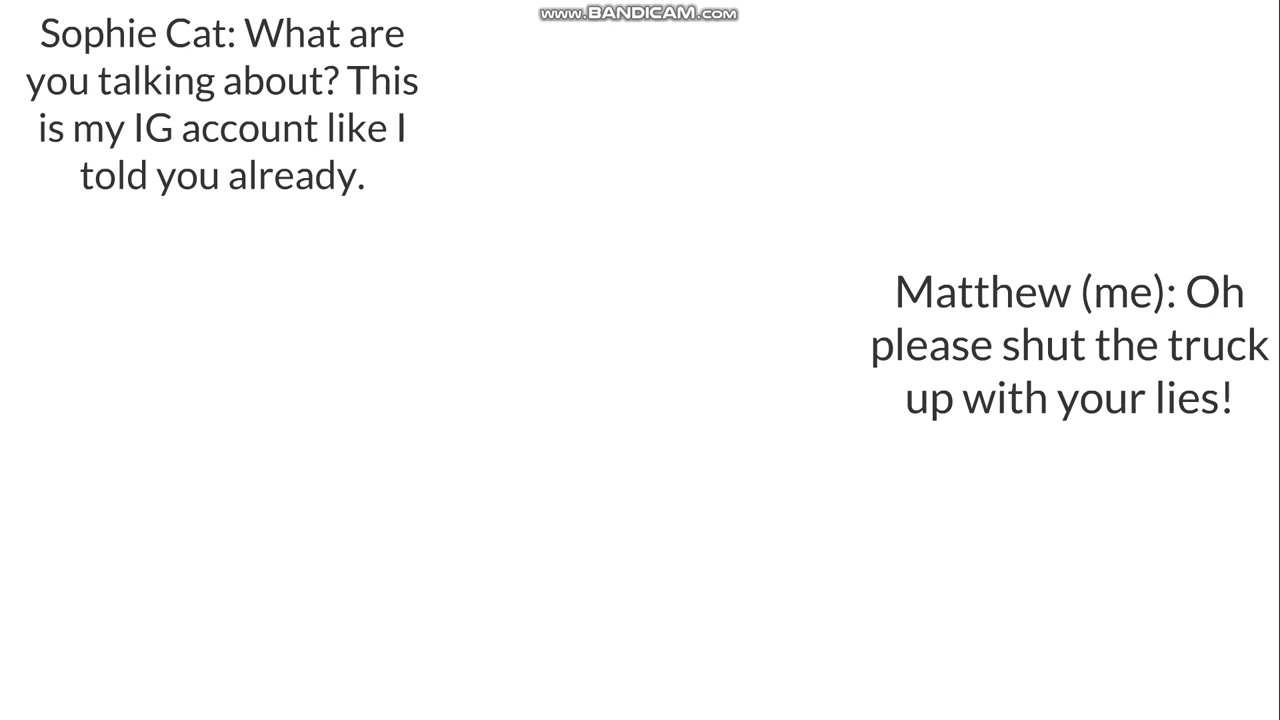 www.BANDICAM.com
Sophie Cat: What are
you talking about? This
is my IG account like I
told you already.
Matthew (me): Oh
please shut the truck
up with your lies!